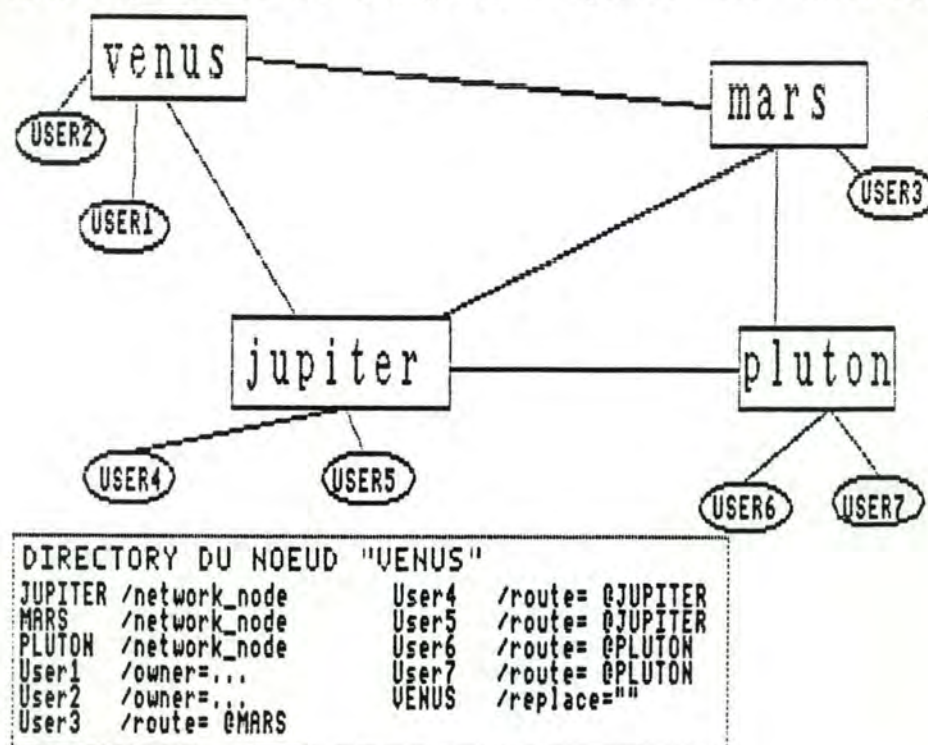 venus
mars
USER2
USER3
USER1
jupiter
pluton
USER4
USER5
USER6
USER7
DIRECTORY DU NOEUD "VENUS"
JUPITER /network_node
MARS /network_node
PLUTON /network_node
User1 /owner=...
User2 /owner=...
User3 /route= @MARS
User4 /route= @JUPITER
User5 /route= @JUPITER
User6 /route= @PLUTON
User7 /route= @PLUTON
VENUS /replace=""